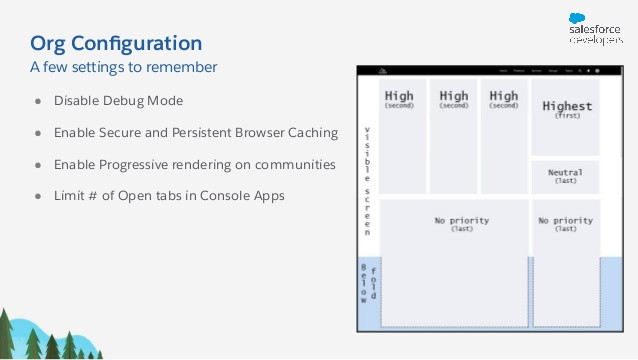 Org Configuration
A few settings to remember
● Disable Debug Mode
● Enable Secure and Persistent Browser Caching
● Enable Progressive rendering on communities
● Limit # of Open tabs in Console Apps
salesforce
developers
High
(second)
High
(second)
High
(second)
Highest
(first)
Neutral
(last)
visible screen
No priority
(last)
No priority
(last)
Below
fold